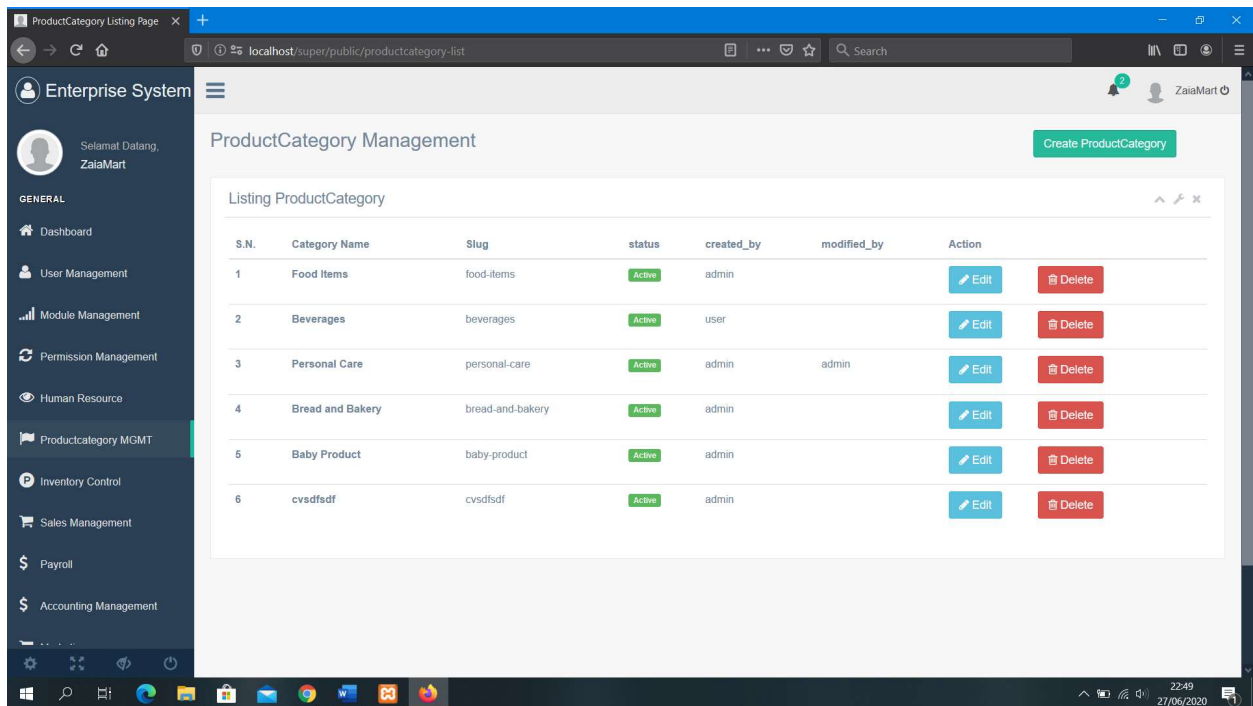 ProductCategory Listing Page
localhost/super/public/productcategory-list
Search
Enterprise System
2
ZaiaMart
Selamat Datang,
ZaiaMart
GENERAL
Dashboard
User Management
Module Management
Permission Management
Human Resource
Productcategory MGMT
Inventory Control
Sales Management
Payroll
Accounting Management
ProductCategory Management
Create ProductCategory
Listing ProductCategory
S.N. Category Name Slug status created_by modified_by Action
1 Food Items food-items Active admin Edit Delete
2 Beverages beverages Active user Edit Delete
3 Personal Care personal-care Active admin admin Edit Delete
4 Bread and Bakery bread-and-bakery Active admin Edit Delete
5 Baby Product baby-product Active admin Edit Delete
6 cvsdfsdf cvsdfsdf Active admin Edit Delete
22:49
27/06/2020
1